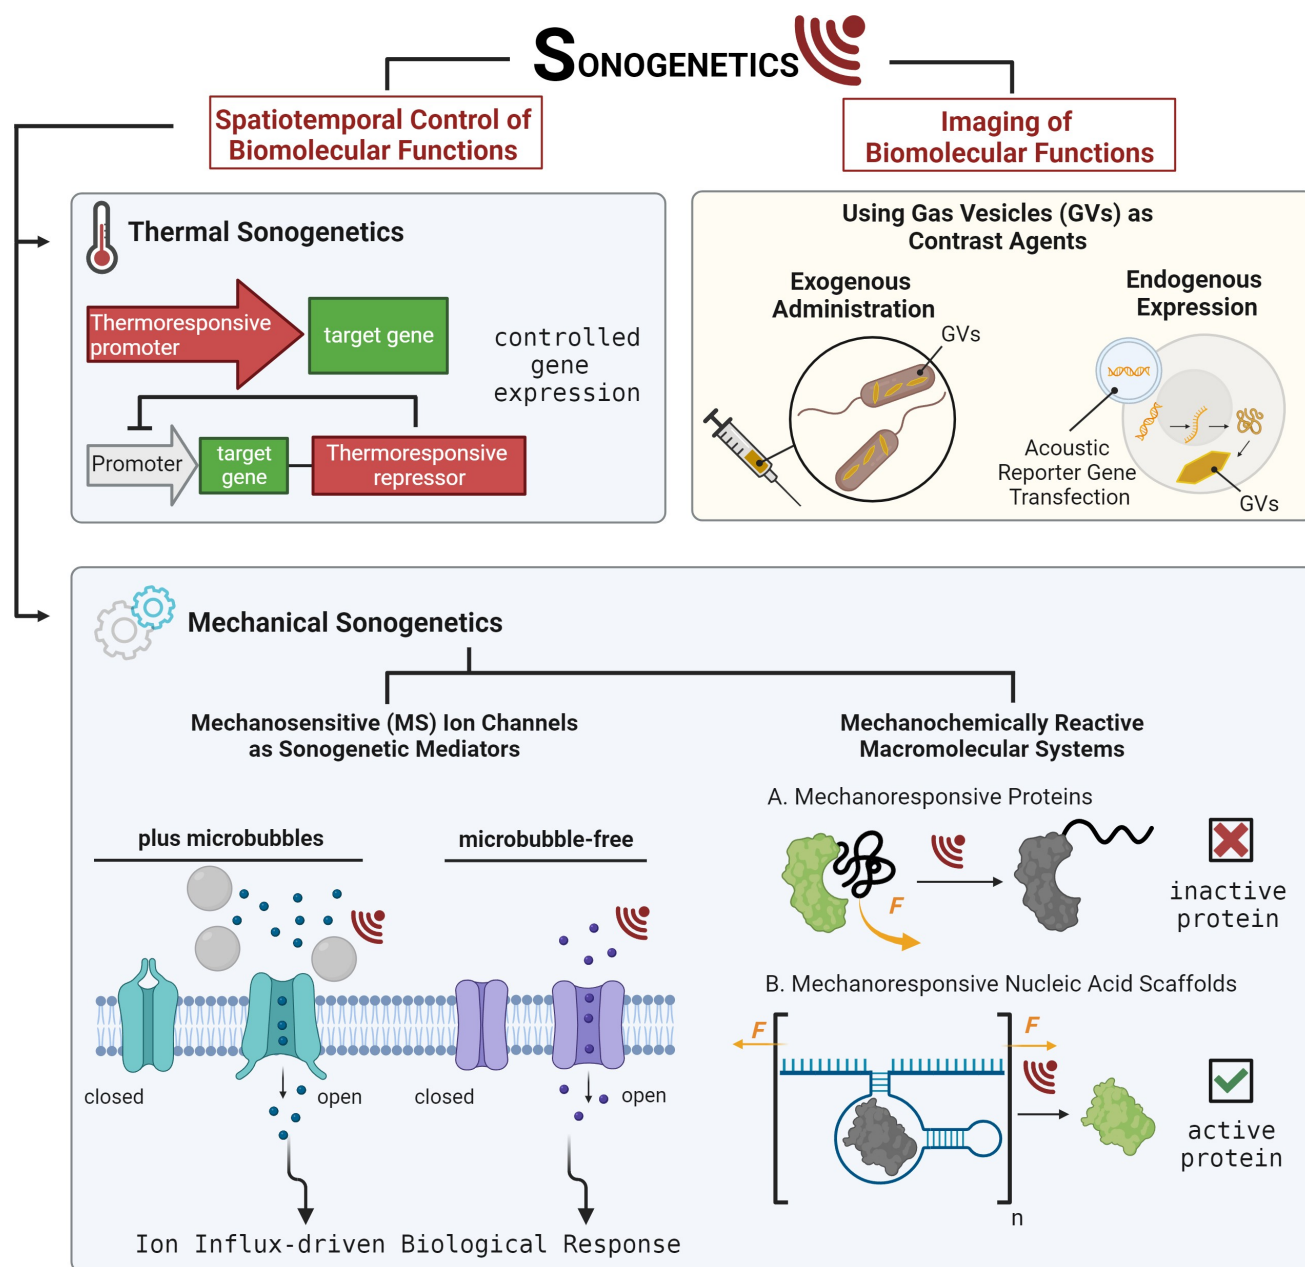 SONOGENETICS
Spatiotemporal Control of
Biomolecular Functions
Imaging of
Biomolecular Functions
Thermal Sonogenetics
Thermoresponsive
promoter
target gene
controlled
gene
expression
Promoter
target
gene
Thermoresponsive
repressor
Using Gas Vesicles (GVs) as
Contrast Agents
Exogenous
Administration
GVs
Endogenous
Expression
Acoustic
Reporter Gene
Transfection
GVs
Mechanical Sonogenetics
Mechanosensitive (MS) Ion Channels
as Sonogenetic Mediators
plus microbubbles
microbubble-free
closed
open
closed
open
Ion Influx-driven Biological Response
Mechanochemically Reactive
Macromolecular Systems
A. Mechanoresponsive Proteins
F
inactive
protein
B. Mechanoresponsive Nucleic Acid Scaffolds
F
F
n
active
protein